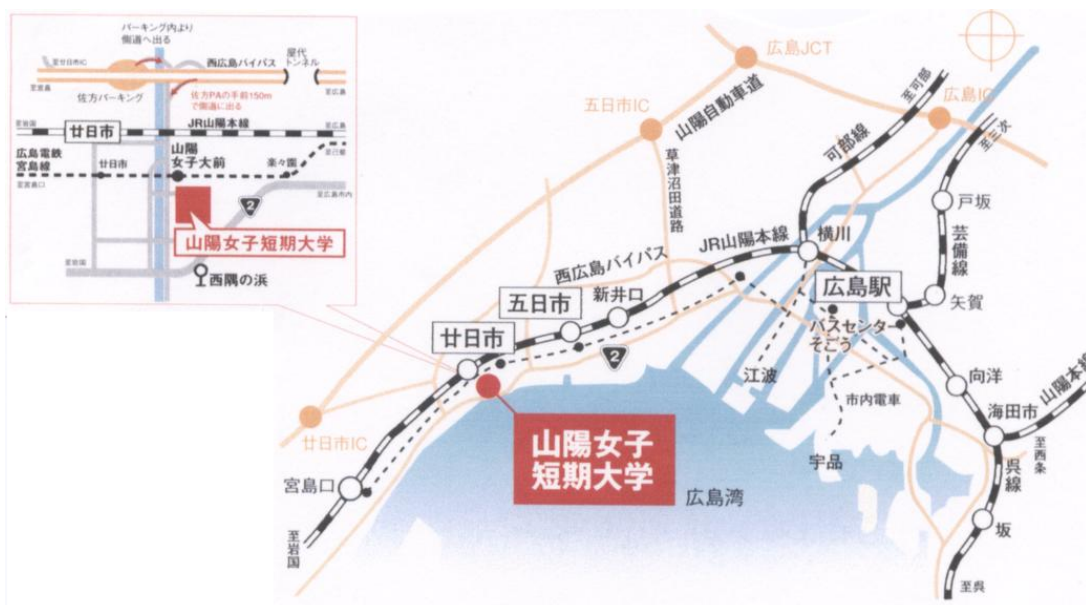 パーキング内より
側道へ出る
至廿日市IC
西広島バイパス
屋代
トンネル
至宮島
佐方パーキング
佐方PAの手前150m
で側道に出る
至広島
至岩国
廿日市
JR山陽本線
至広島
広島電鉄
宮島線
廿日市
山陽
女子大前
楽々園
至己斐
至宮島口
至広島市内
2
山陽女子短期大学
至岩国
西隅の浜
広島JCT
五日市IC
山陽自動車道
広島IC
至可部
可部線
至三次
草津沼田道路
戸坂
芸備線
横川
JR山陽本線
西広島バイパス
新井口
五日市
広島駅
矢賀
バスセンター
そごう
廿日市
2
江波
向洋
市内電車
山陽本線
海田市
廿日市IC
山陽女子
短期大学
宇品
至西条
呉線
宮島口
広島湾
坂
至岩国
至呉